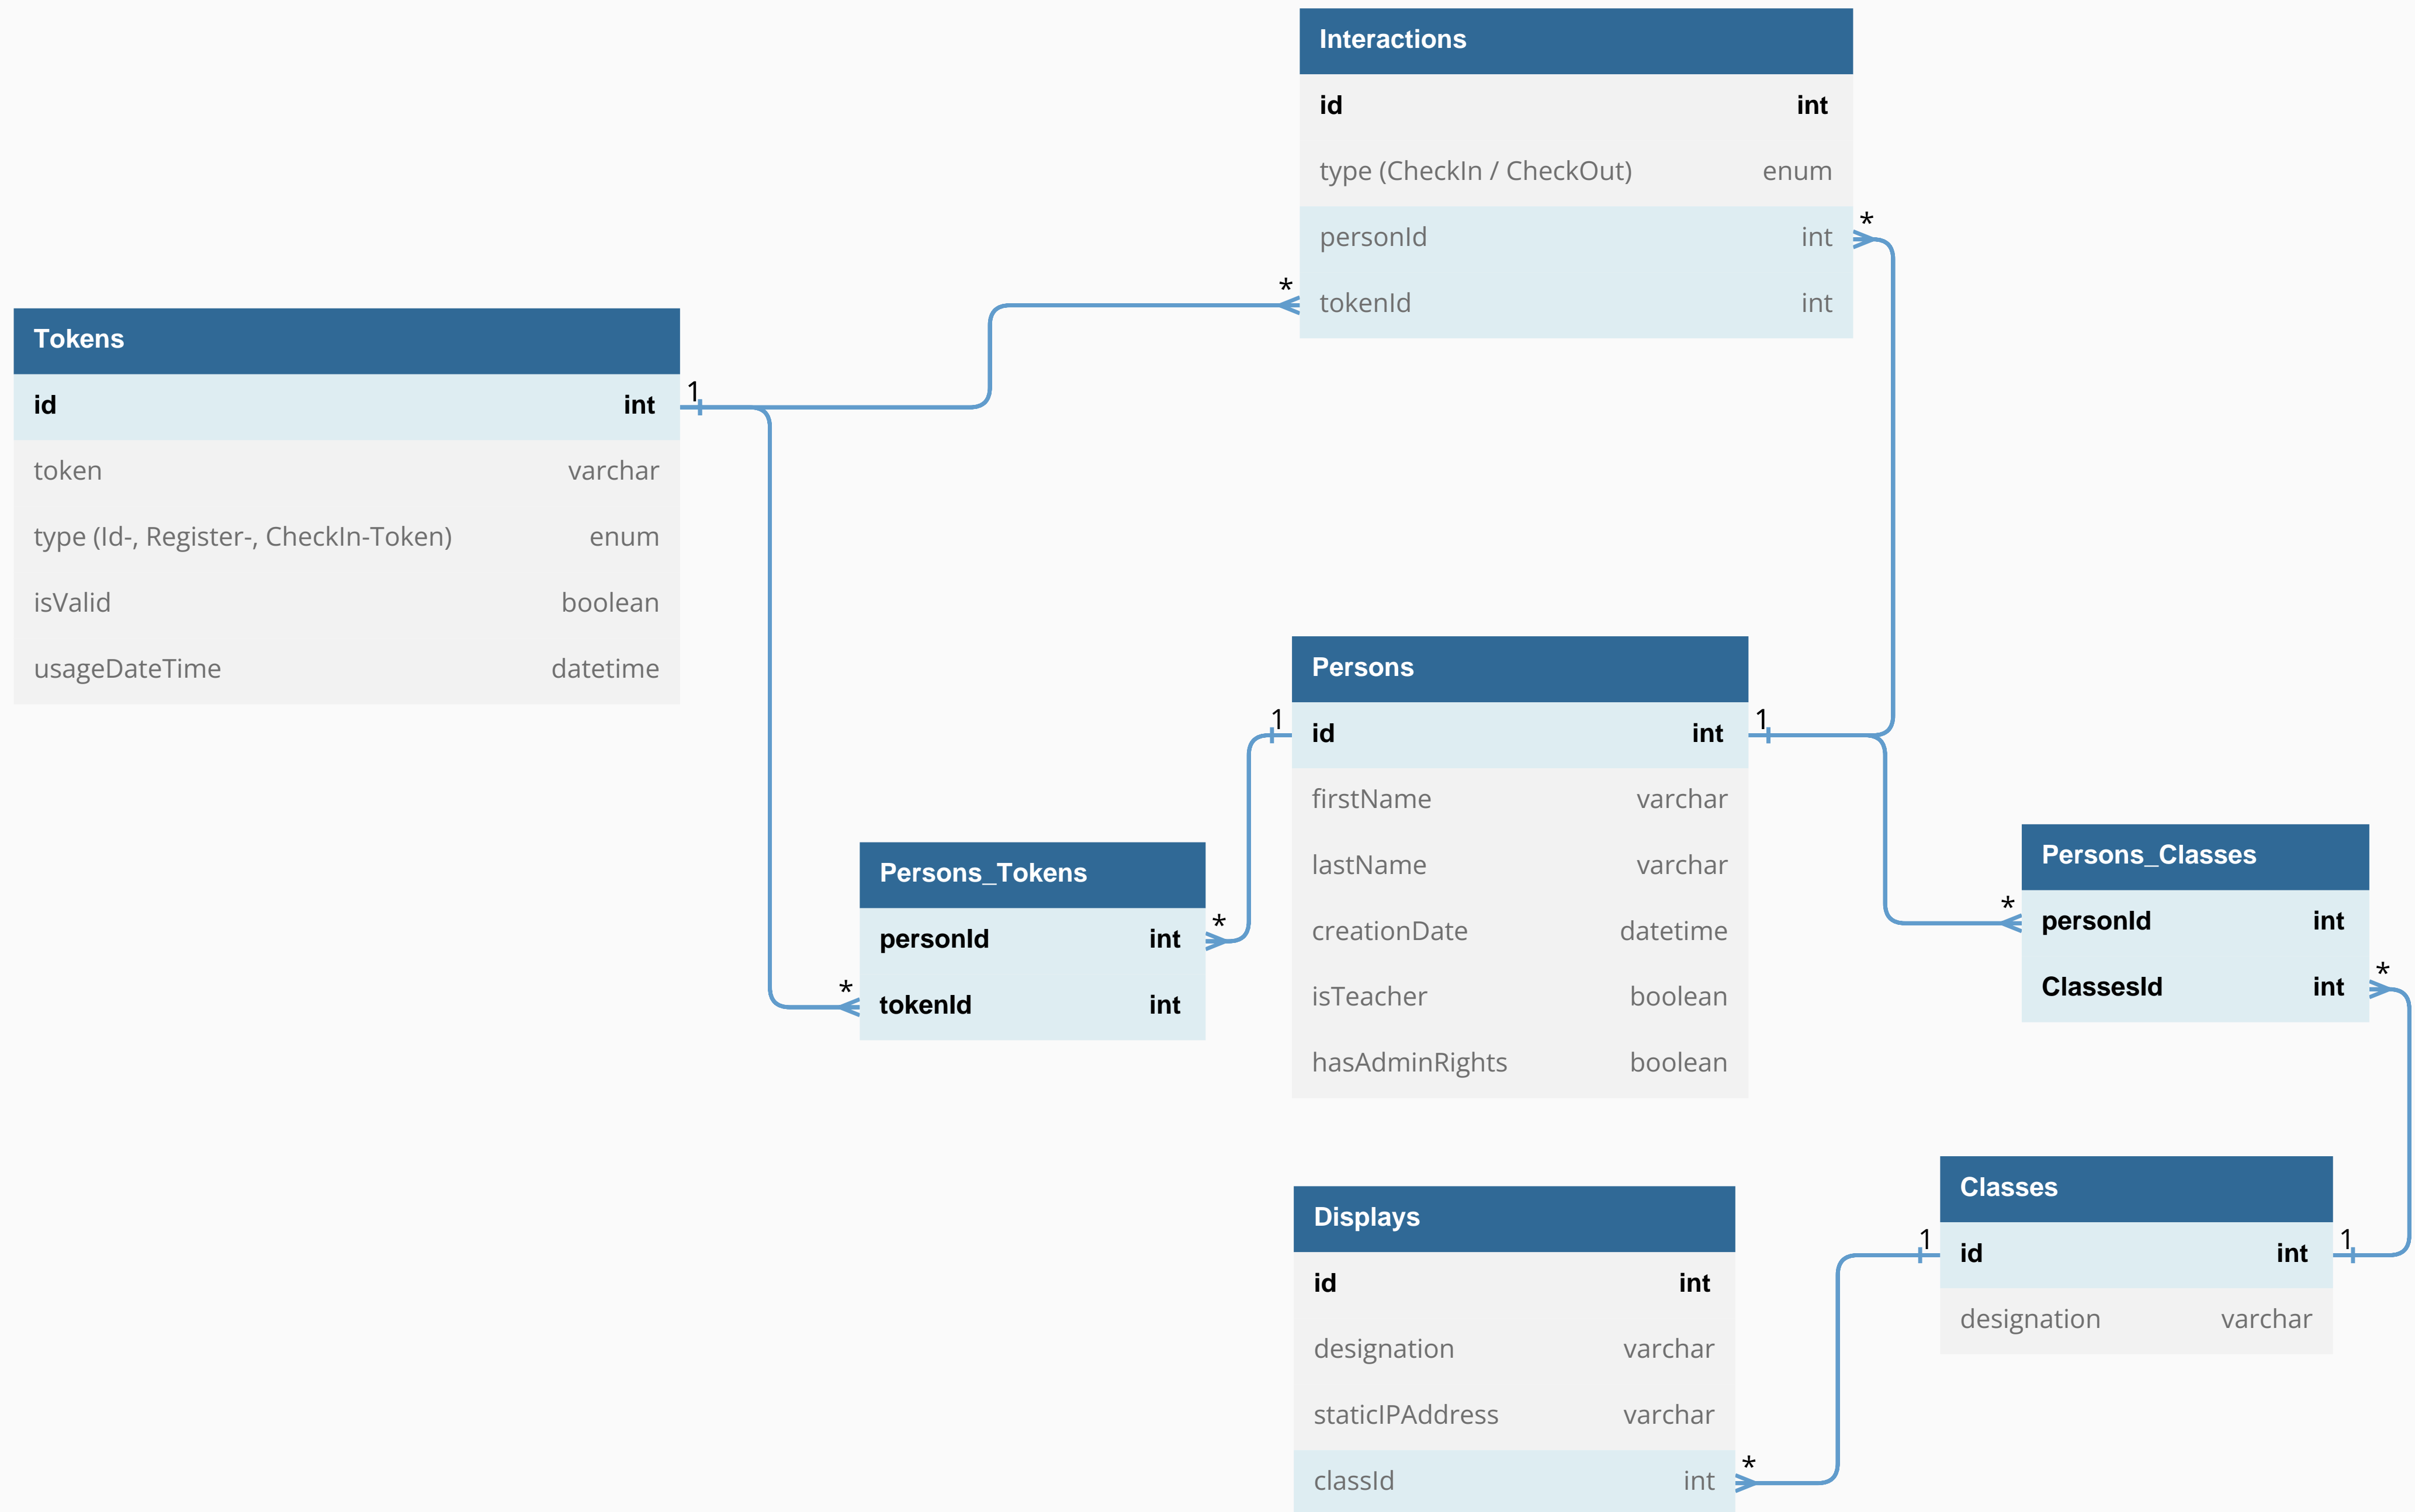 Interactions
id int
type (CheckIn / CheckOut) enum
personId int
*
tokenId int
*
Tokens
id int
1
token varchar
type (Id-, Register-, CheckIn-Token) enum
isValid boolean
usageDateTime datetime
Persons
1
id int
1
firstName varchar
lastName varchar
creationDate datetime
isTeacher boolean
hasAdminRights boolean
Persons_Tokens
personId int
*
*
tokenId int
Persons_Classes
*
personId int
ClassesId int
*
Displays
id int
designation varchar
staticIPAddress varchar
classId int
*
Classes
1
id int
1
designation varchar